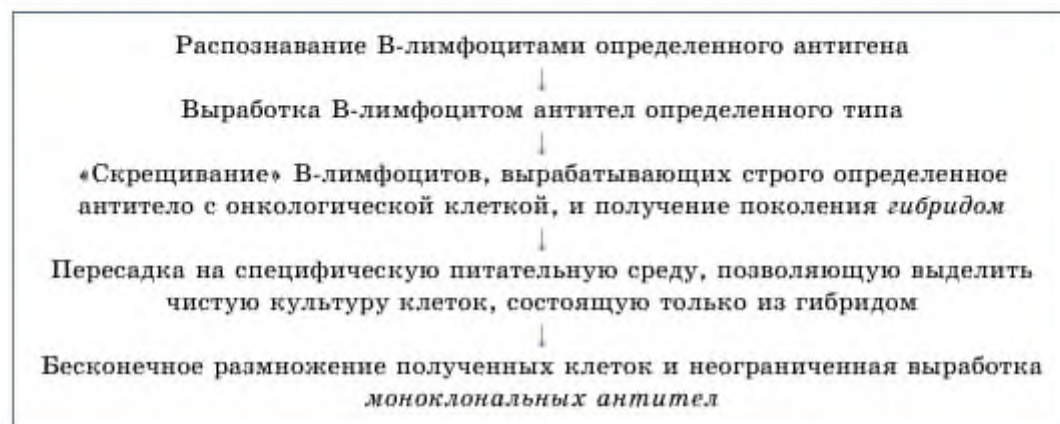 Распознавание В-лимфоцитами определенного антигена
↓
Выработка В-лимфоцитом антител определенного типа
↓
«Скрещивание» В-лимфоцитов, вырабатывающих строго определенное
антитело с онкологической клеткой, и получение поколения гибридом
↓
Пересадка на специфическую питательную среду, позволяющую выделить
чистую культуру клеток, состоящую только из гибридом
↓
Бесконечное размножение полученных клеток и неограниченная выработка
моноклональных антител